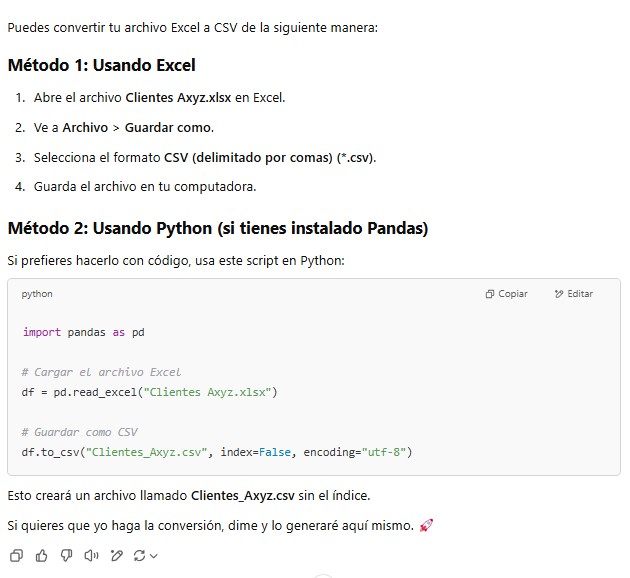 Puedes convertir tu archivo Excel a CSV de la siguiente manera:
Método 1: Usando Excel
1. Abre el archivo Clientes Axyz.xlsx en Excel.
2. Ve a Archivo > Guardar como.
3. Selecciona el formato CSV (delimitado por comas) (*.csv).
4. Guarda el archivo en tu computadora.
Método 2: Usando Python (si tienes instalado Pandas)
Si prefieres hacerlo con código, usa este script en Python:
python Copiar Editar
import pandas as pd
# Cargar el archivo Excel
df = pd.read_excel("Clientes Axyz.xlsx")
# Guardar como CSV
df.to_csv("Clientes_Axyz.csv", index=False, encoding="utf-8")
Esto creará un archivo llamado Clientes_Axyz.csv sin el índice.
Si quieres que yo haga la conversión, dime y lo generaré aquí mismo. 🚀